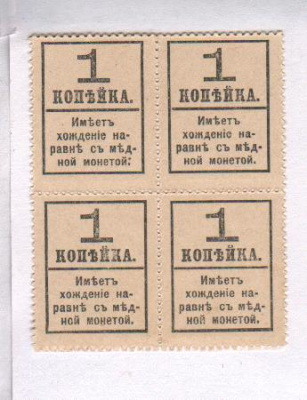 1
КОПѢЙКА.
Имѣетъ
хожденіе на-
равнѣ съ мѣд-
ной монетой.
1
КОПѢЙКА.
Имѣетъ
хожденіе на-
равнѣ съ мѣд-
ной монетой.
1
КОПѢЙКА.
Имѣетъ
хожденіе на-
равнѣ съ мѣд-
ной монетой.
1
КОПѢЙКА.
Имѣетъ
хожденіе на-
равнѣ съ мѣд-
ной монетой.